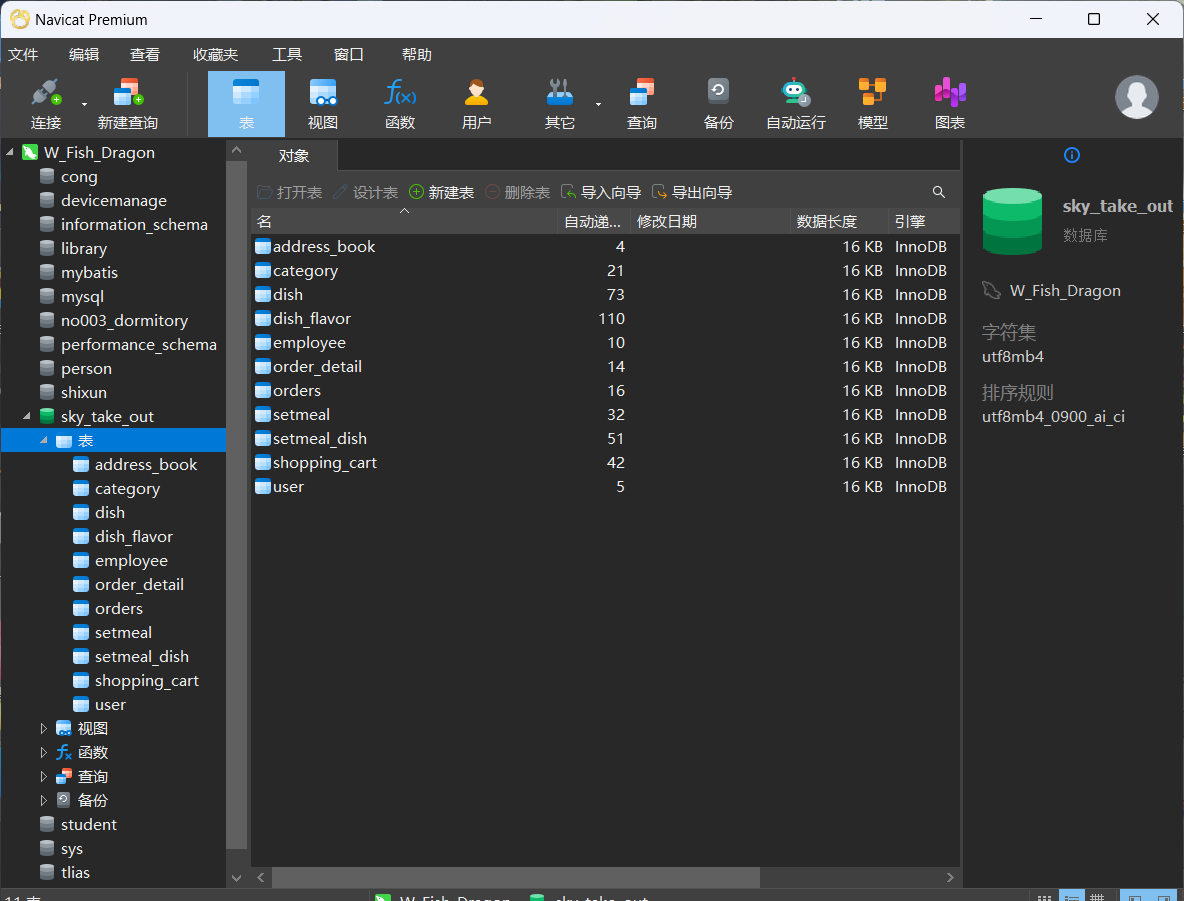 Navicat Premium
文件 编辑 查看 收藏夹 工具 窗口 帮助
连接 新建查询 表 视图 函数 用户 其它 查询 备份 自动运行 模型 图表
W_Fish_Dragon
cong
devicemanage
information_schema
library
mybatis
mysql
no003_dormitory
performance_schema
person
shixun
sky_take_out
表
address_book
category
dish
dish_flavor
employee
order_detail
orders
setmeal
setmeal_dish
shopping_cart
user
视图
函数
查询
备份
student
sys
tlias
对象
打开表 设计表 新建表 删除表 导入向导 导出向导
名 自动递... 修改日期 数据长度 引擎
address_book 4 16 KB InnoDB
category 21 16 KB InnoDB
dish 73 16 KB InnoDB
dish_flavor 110 16 KB InnoDB
employee 10 16 KB InnoDB
order_detail 14 16 KB InnoDB
orders 16 16 KB InnoDB
setmeal 32 16 KB InnoDB
setmeal_dish 51 16 KB InnoDB
shopping_cart 42 16 KB InnoDB
user 5 16 KB InnoDB
sky_take_out
数据库
W_Fish_Dragon
字符集
utf8mb4
排序规则
utf8mb4_0900_ai_ci
11 表 W_Fish_Dragon sky_take_out